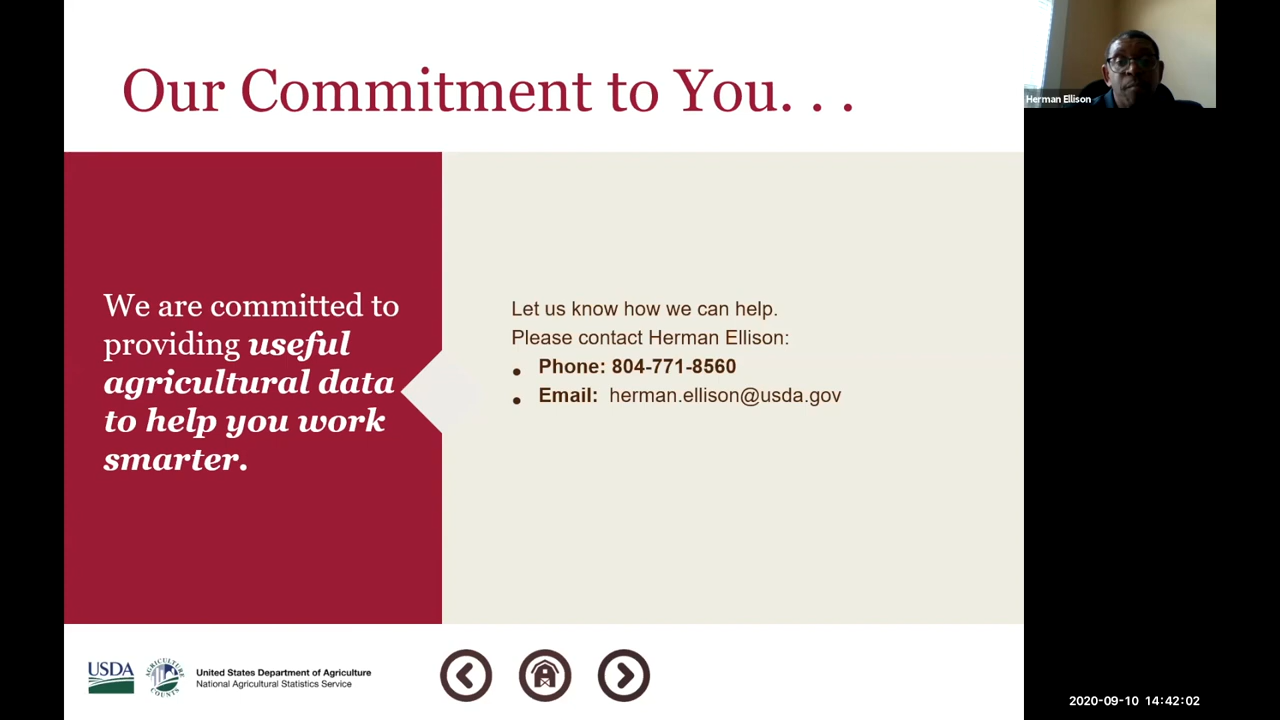 Our Commitment to You. . .
Herman Ellison
We are committed to
providing useful
agricultural data
to help you work
smarter.
Let us know how we can help.
Please contact Herman Ellison:
• Phone: 804-771-8560
• Email: herman.ellison@usda.gov
USDA
AGRICULTURE
COUNTS
United States Department of Agriculture
National Agricultural Statistics Service
2020-09-10 14:42:02